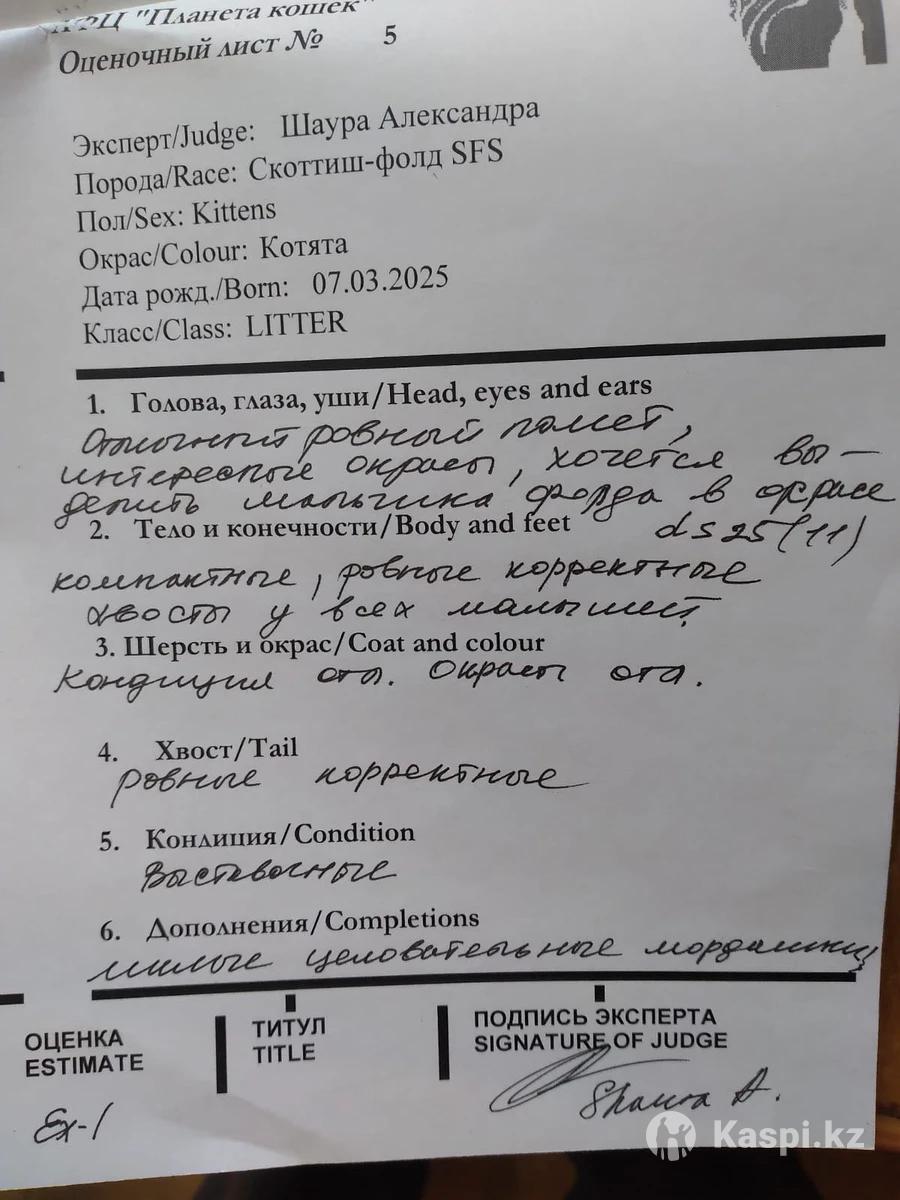 "Планета кошек"
Оценочный лист № 5
Эксперт/Judge: Шаура Александра
Порода/Race: Скоттиш-фолд SFS
Пол/Sex: Kittens
Окрас/Colour: Котята
Дата рожд./Born: 07.03.2025
Класс/Class: LITTER
1. Голова, глаза, уши/Head, eyes and ears
Отличный ровный помет,
интересные окрасы, хочется вы-
делить мальчика фолда в окрасе
2. Тело и конечности/Body and feet ds 25 (11)
компактные, ровные корректные
хвосты у всех малышей
3. Шерсть и окрас/Coat and colour
Кондиция отл. Окрасы отл.
4. Хвост/Tail
ровные корректные
5. Кондиция/Condition
Выставочные
6. Дополнения/Completions
милые целовательные мордашки
ОЦЕНКА
ESTIMATE
ТИТУЛ
TITLE
ПОДПИСЬ ЭКСПЕРТА
SIGNATURE OF JUDGE
Ex-1
Shaura A.
Kaspi.kz